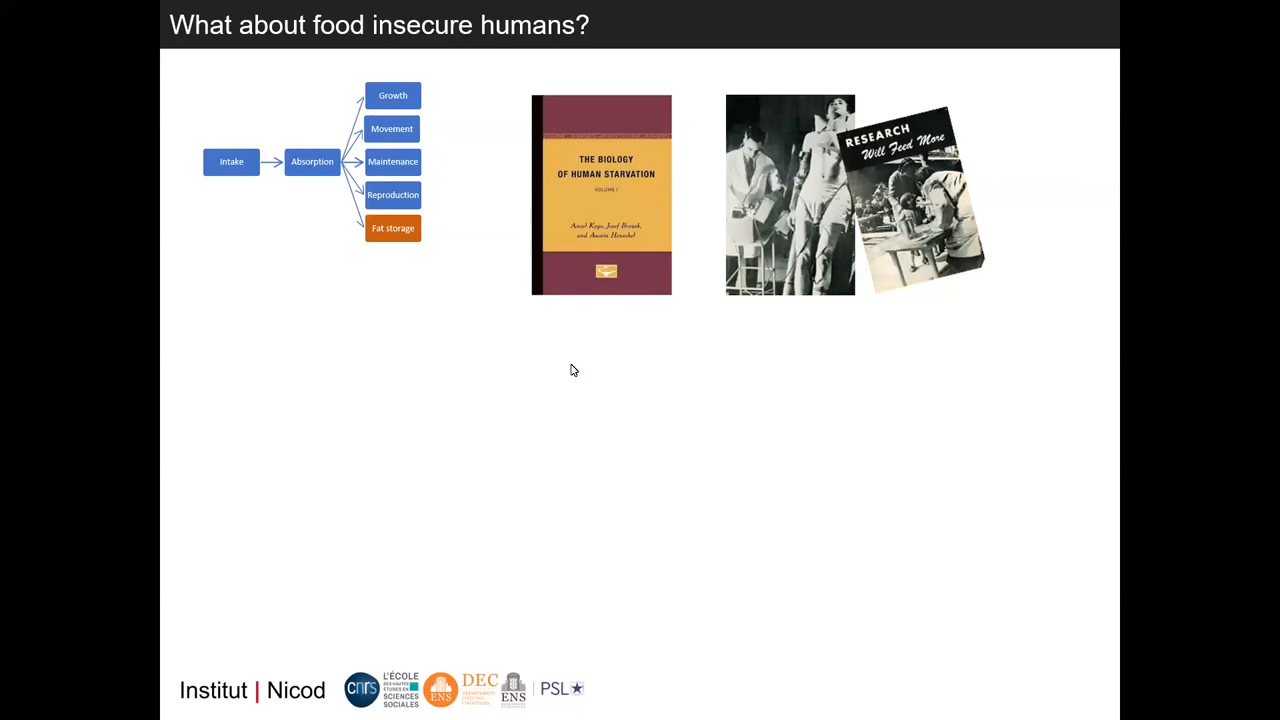 What about food insecure humans?
Growth
Movement
Intake
Absorption
Maintenance
Reproduction
Fat storage
THE BIOLOGY
OF HUMAN STARVATION
VOLUME I
Ancel Keys, Josef Brozek,
and Austin Henschel
RESEARCH
Will Feed More
Institut | Nicod
cnrs
L'ÉCOLE
DES HAUTES
ÉTUDES EN
SCIENCES
SOCIALES
ENS
DEC
ENS
PSL